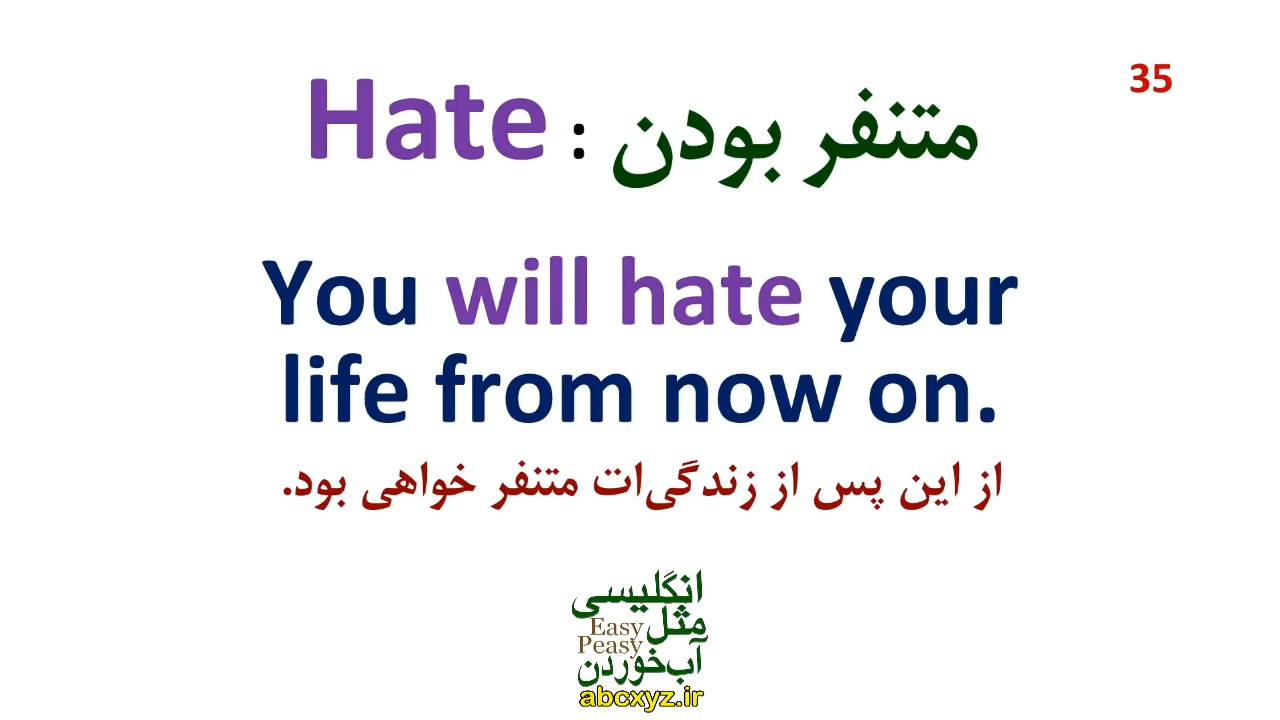 35
Hate : متنفر بودن
You will hate your
life from now on.
از این پس از زندگی‌ات متنفر خواهی بود.
انگلیسی
مثل
Easy
Peasy
آب‌خوردن
abcxyz.ir